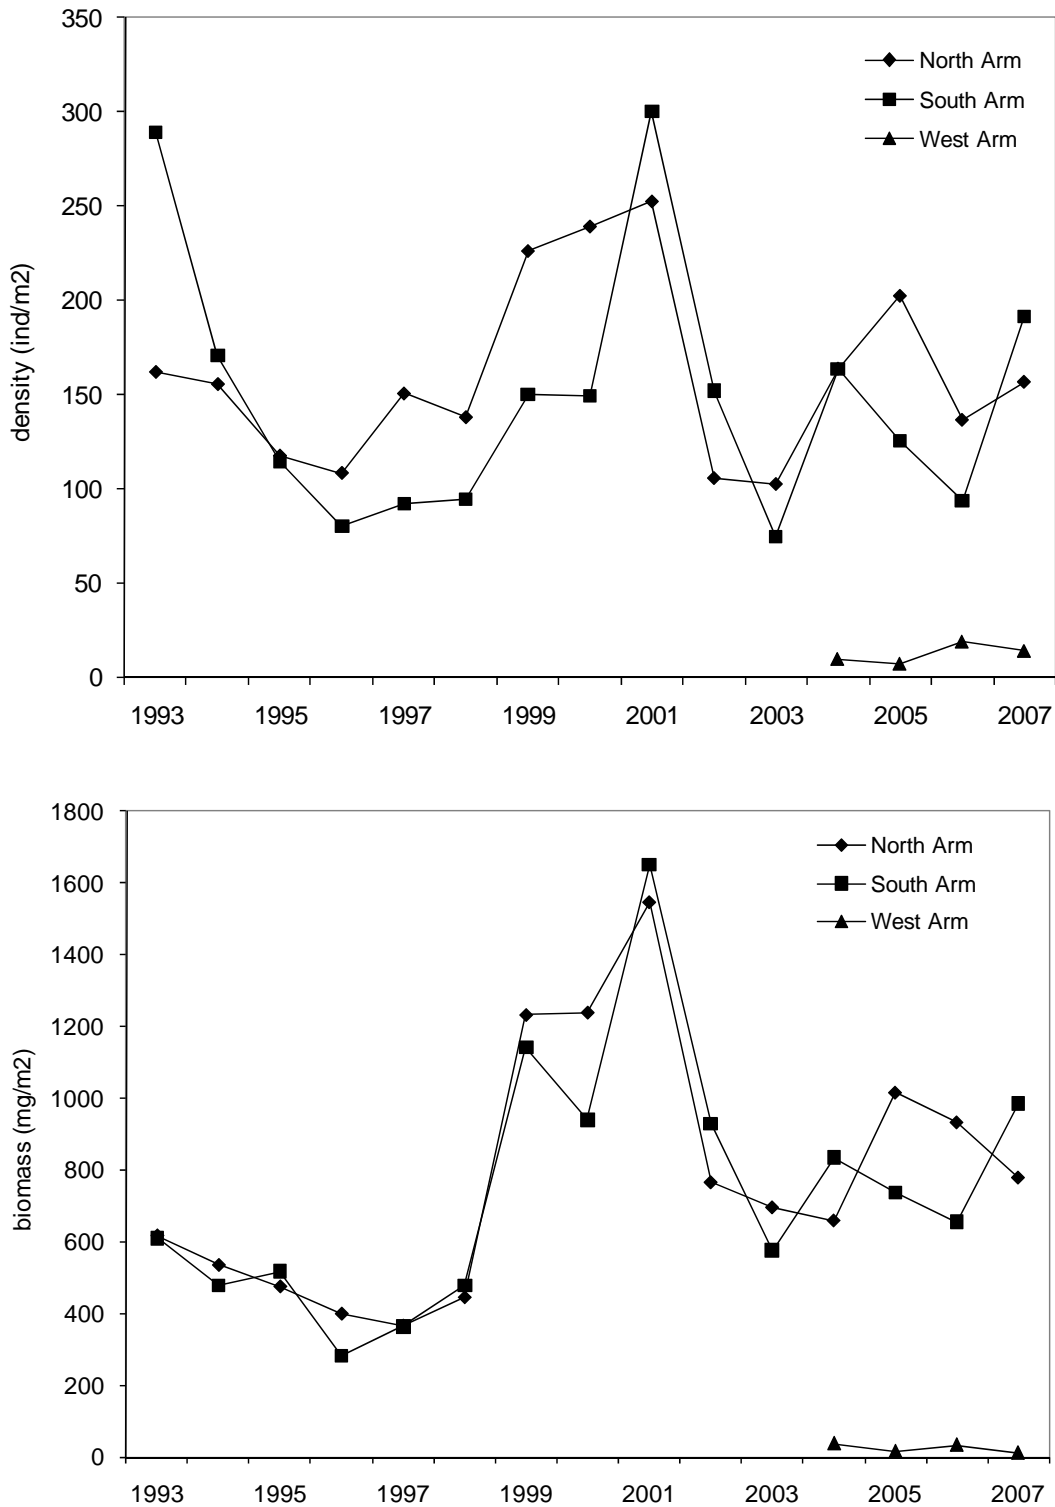 350
300
250
200
150
100
50
0
density (ind/m2)
North Arm
South Arm
West Arm
1993 1995 1997 1999 2001 2003 2005 2007
1800
1600
1400
1200
1000
800
600
400
200
0
biomass (mg/m2)
North Arm
South Arm
West Arm
1993 1995 1997 1999 2001 2003 2005 2007